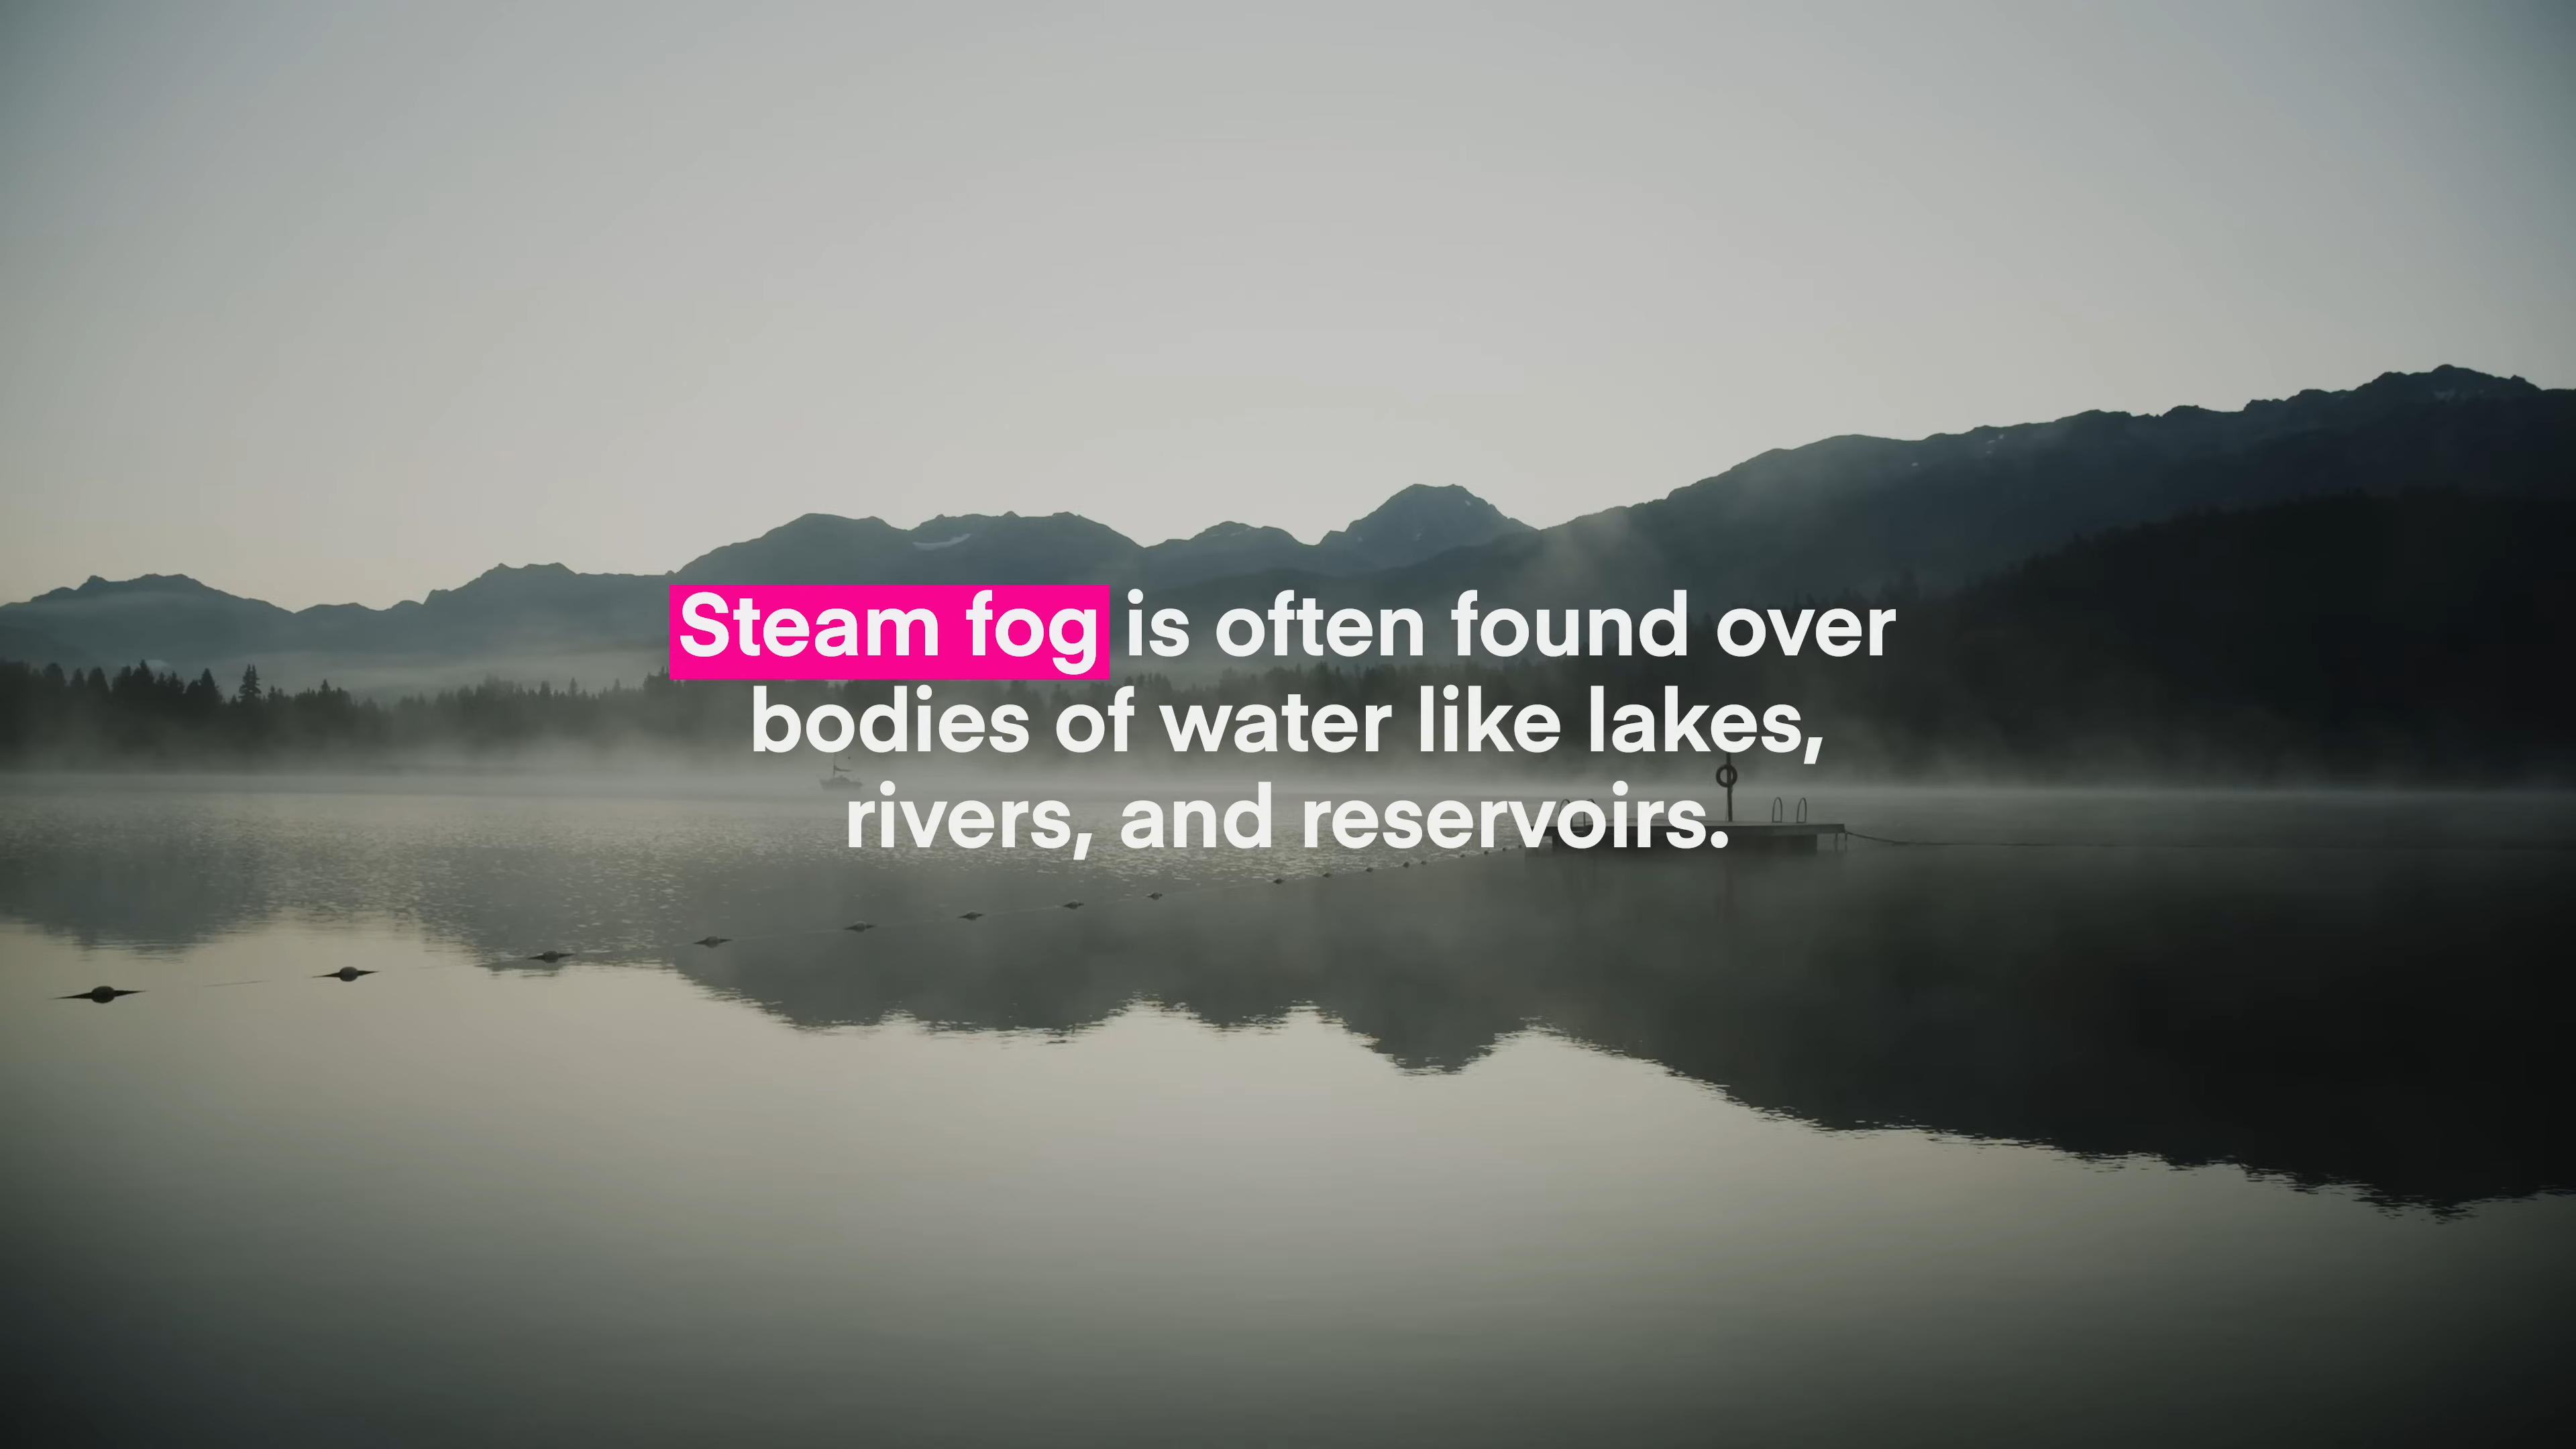 Steam fog is often found over
bodies of water like lakes,
rivers, and reservoirs.